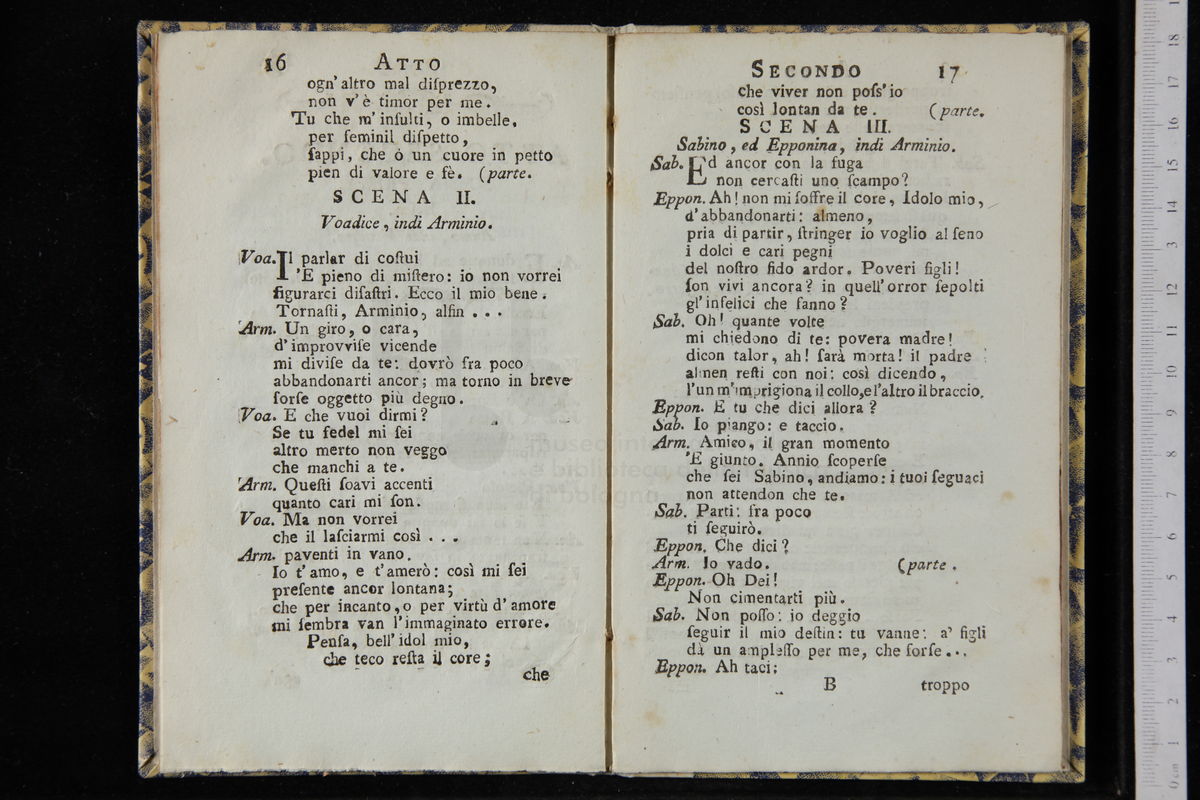 16 ATTO
ogn' altro mal diſprezzo,
non v' è timor per me.
Tu che m' inſulti, o imbelle,
per ſeminil diſpetto,
ſappi, che ò un cuore in petto
pien di valore e fè. (parte.
SCENA II.
Voadice, indi Arminio.
Voa. Il parlar di coſtui
'E pieno di miſtero: io non vorrei
figurarci diſaſtri. Ecco il mio bene.
Tornaſti, Arminio, alfin . . .
Arm. Un giro, o cara,
d' improvviſe vicende
mi diviſe da te: dovrò fra poco
abbandonarti ancor; ma torno in breve
forſe oggetto più degno.
Voa. E che vuoi dirmi?
Se tu fedel mi ſei
altro merto non veggo
che manchi a te.
Arm. Queſti ſoavi accenti
quanto cari mi ſon.
Voa. Ma non vorrei
che il laſciarmi così . . .
Arm. paventi in vano.
Io t' amo, e t' amerò: così mi ſei
preſente ancor lontana;
che per incanto, o per virtù d' amore
mi ſembra van l' immaginato errore.
Penſa, bell' idol mio,
che teco reſta il core;
che
SECONDO 17
che viver non poſs' io
così lontan da te. (parte.
SCENA III.
Sabino, ed Epponina, indi Arminio.
Sab. E'd ancor con la fuga
non cercaſti uno ſcampo?
Eppon. Ah! non mi ſoffre il core, Idolo mio,
d' abbandonarti: almeno,
pria di partir, ſtringer io voglio al ſeno
i dolci e cari pegni
del noſtro fido ardor. Poveri figli!
ſon vivi ancora? in quell' orror ſepolti
gl' infelici che fanno?
Sab. Oh! quante volte
mi chiedono di te: povera madre!
dicon talor, ah! ſarà morta! il padre
almen reſti con noi: così dicendo,
l'un m'imprigiona il collo, e l'altro il braccio.
Eppon. E tu che dici allora?
Sab. Io piango: e taccio.
Arm. Amico, il gran momento
'E giunto. Annio ſcoperſe
che ſei Sabino, andiamo: i tuoi ſeguaci
non attendon che te.
Sab. Parti: fra poco
ti ſeguirò.
Eppon. Che dici?
Arm. Io vado. (parte.
Eppon. Oh Dei!
Non cimentarti più.
Sab. Non poſſo: io deggio
ſeguir il mio deſtin: tu vanne: a' figli
dà un ampleſſo per me, che forſe...
Eppon. Ah taci:
B troppo